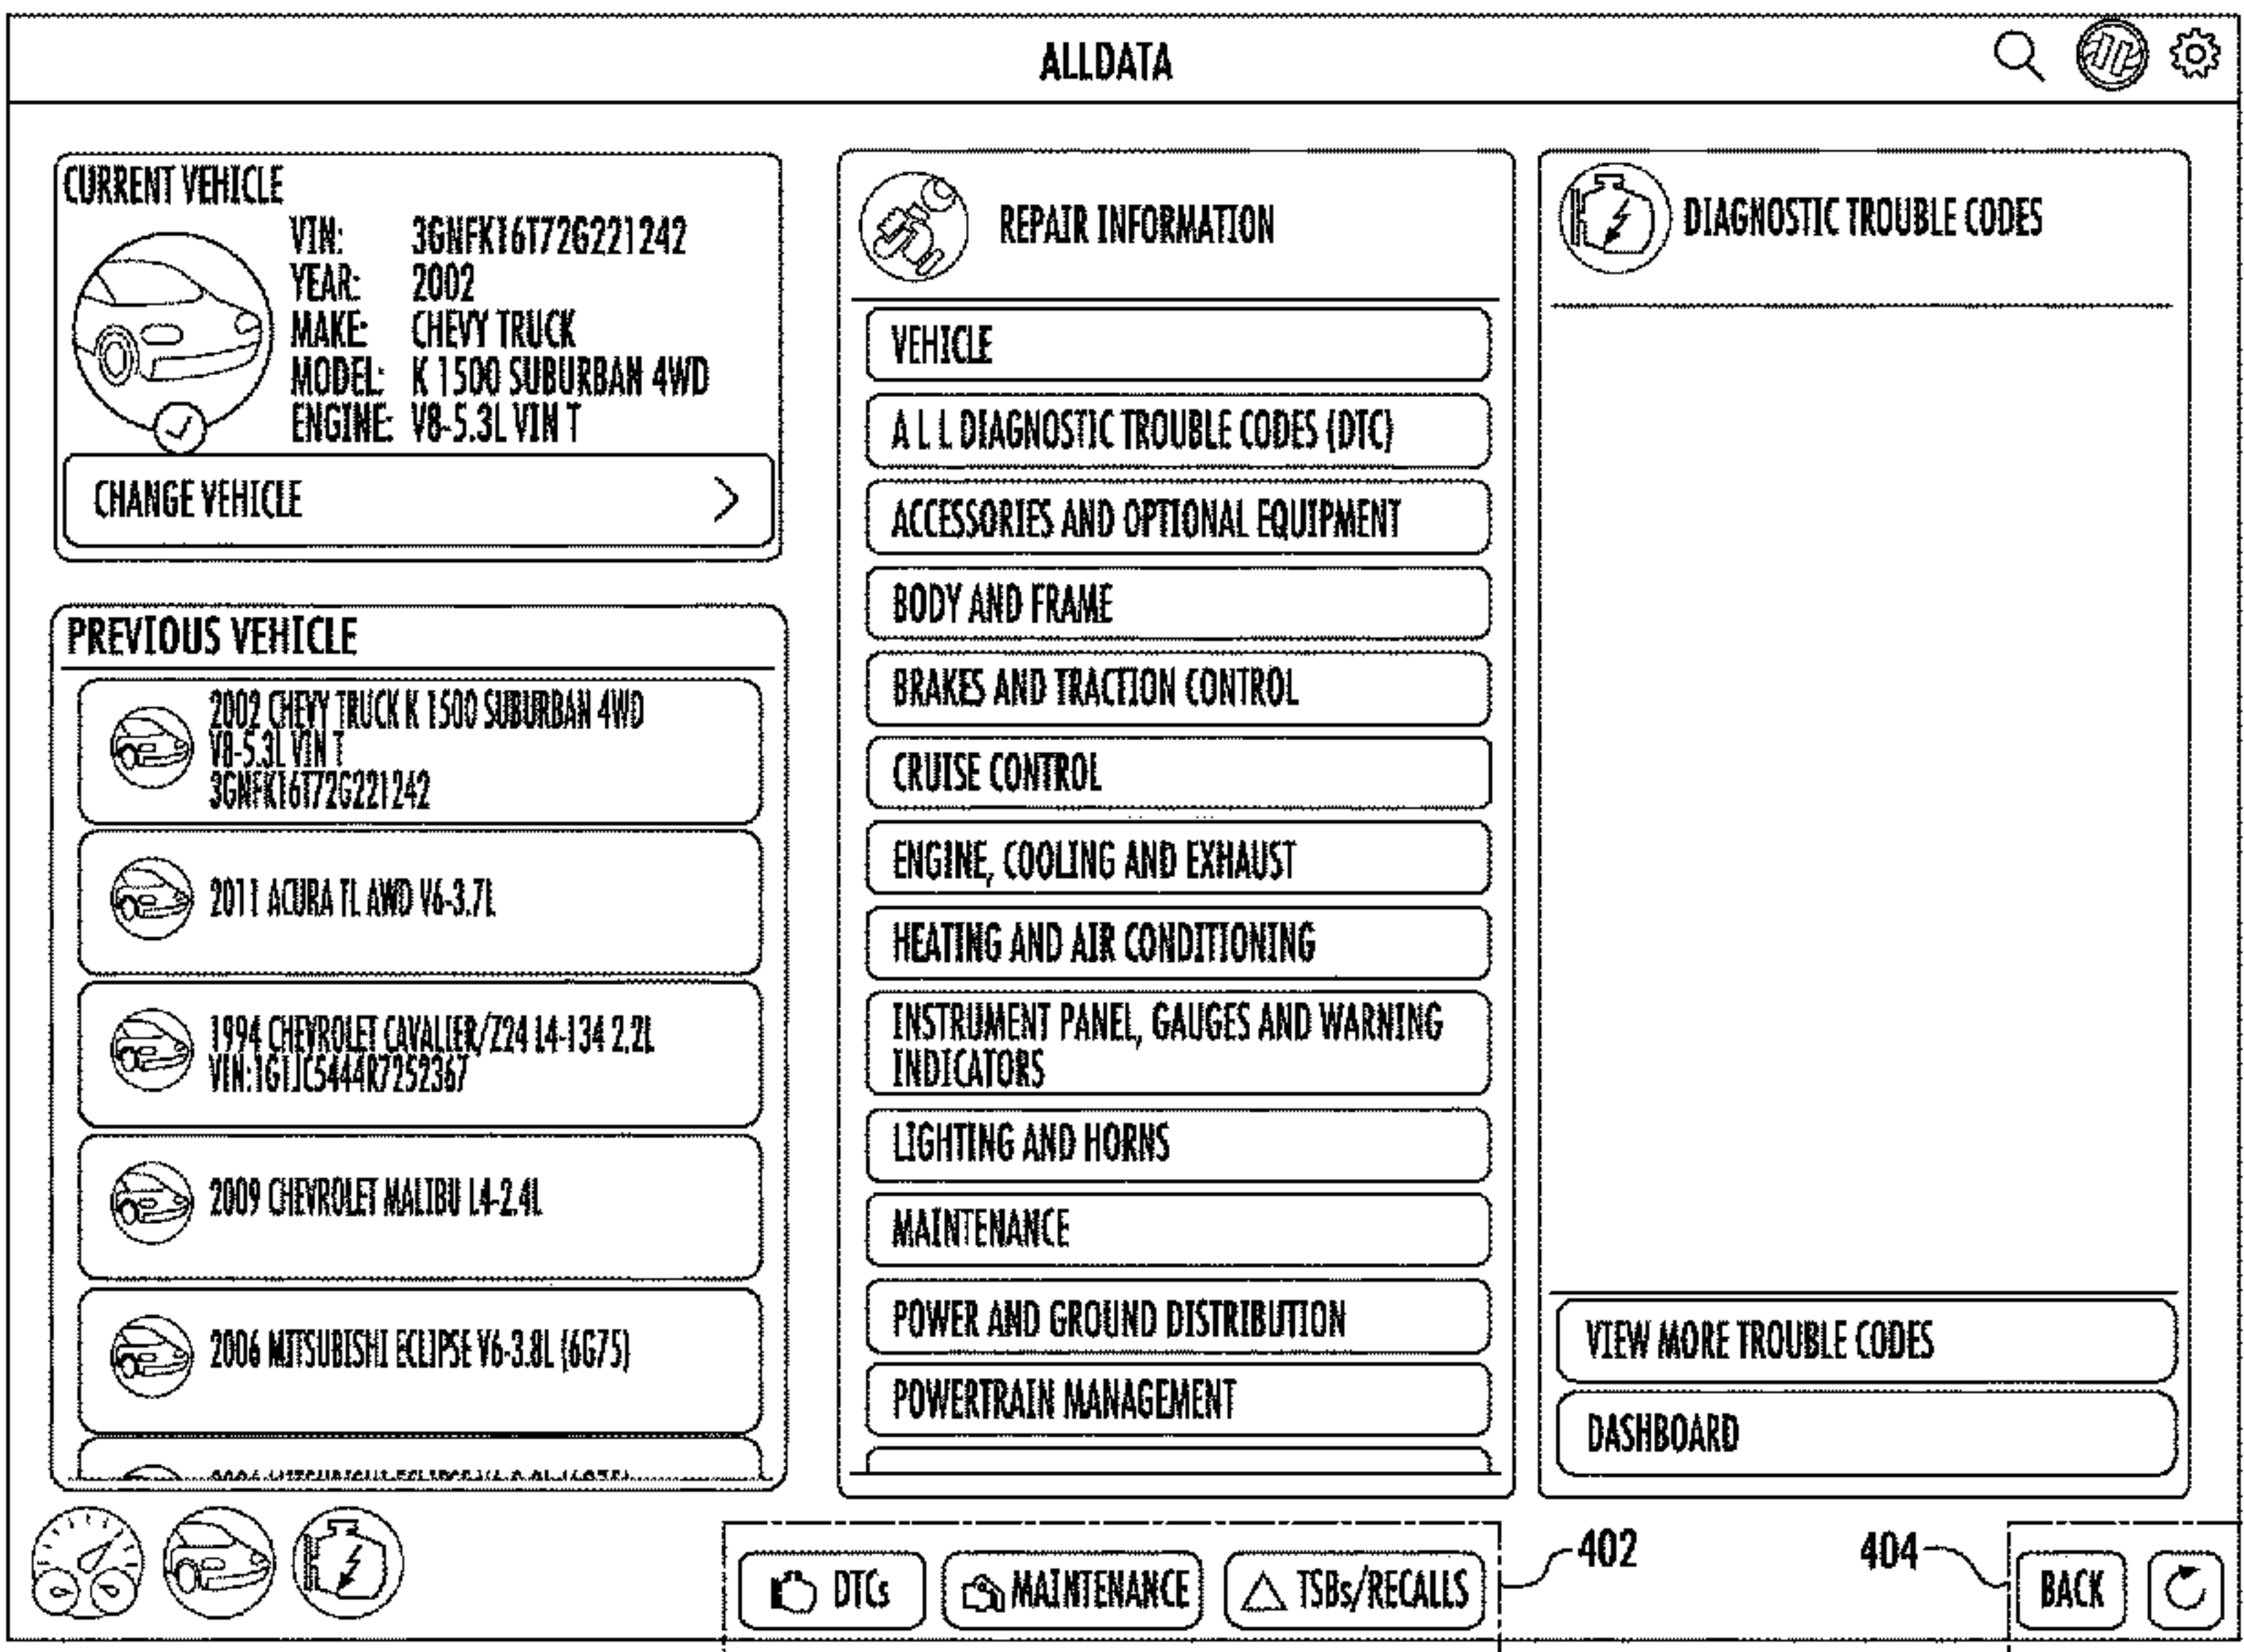 ALLDATA
CURRENT VEHICLE
VIN: 3GNFK16T72G221242
YEAR: 2002
MAKE: CHEVY TRUCK
MODEL: K 1500 SUBURBAN 4WD
ENGINE: V8-5.3L VIN T
CHANGE VEHICLE
PREVIOUS VEHICLE
2002 CHEVY TRUCK K 1500 SUBURBAN 4WD
V8-5.3L VIN T
3GNFK16T72G221242
2011 ACURA TL AWD V6-3.7L
1994 CHEVROLET CAVALIER/Z24 L4-134 2.2L
VIN:1G1JC5444R7252367
2009 CHEVROLET MALIBU L4-2.4L
2006 MITSUBISHI ECLIPSE V6-3.8L (6G75)
REPAIR INFORMATION
VEHICLE
A L L DIAGNOSTIC TROUBLE CODES (DTC)
ACCESSORIES AND OPTIONAL EQUIPMENT
BODY AND FRAME
BRAKES AND TRACTION CONTROL
CRUISE CONTROL
ENGINE, COOLING AND EXHAUST
HEATING AND AIR CONDITIONING
INSTRUMENT PANEL, GAUGES AND WARNING
INDICATORS
LIGHTING AND HORNS
MAINTENANCE
POWER AND GROUND DISTRIBUTION
POWERTRAIN MANAGEMENT
DIAGNOSTIC TROUBLE CODES
VIEW MORE TROUBLE CODES
DASHBOARD
DTCs
MAINTENANCE
TSBs/RECALLS
402
404
BACK